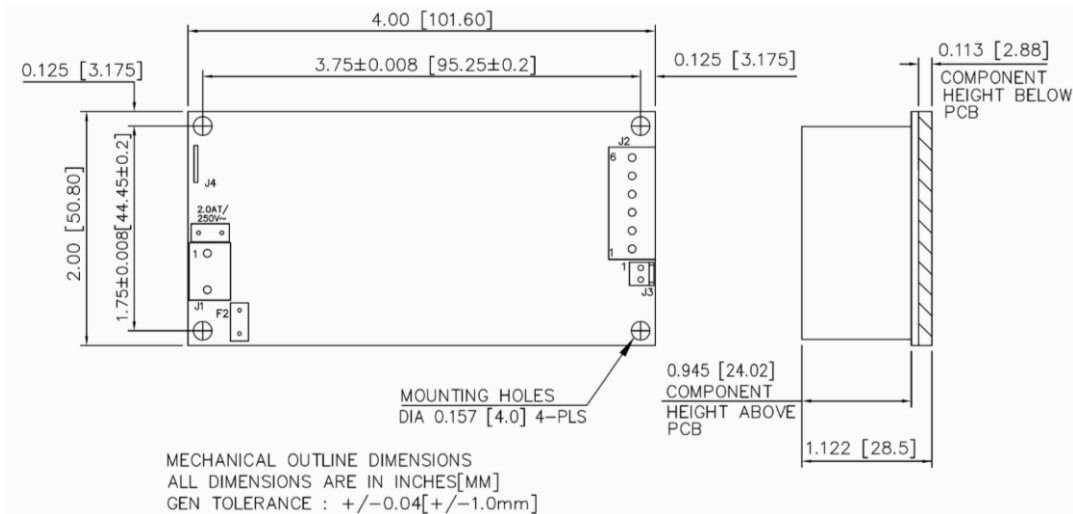 4.00 [101.60]
0.125 [3.175]
3.75±0.008 [95.25±0.2]
0.125 [3.175]
0.113 [2.88]
COMPONENT
HEIGHT BELOW
PCB
2.00 [50.80]
1.75±0.008[44.45±0.2]
J4
2.0AT/
250V~
1
J1
F2
J2
6
1
1
J3
MOUNTING HOLES
DIA 0.157 [4.0] 4-PLS
0.945 [24.02]
COMPONENT
HEIGHT ABOVE
PCB
1.122 [28.5]
MECHANICAL OUTLINE DIMENSIONS
ALL DIMENSIONS ARE IN INCHES[MM]
GEN TOLERANCE : +/-0.04[+/-1.0mm]